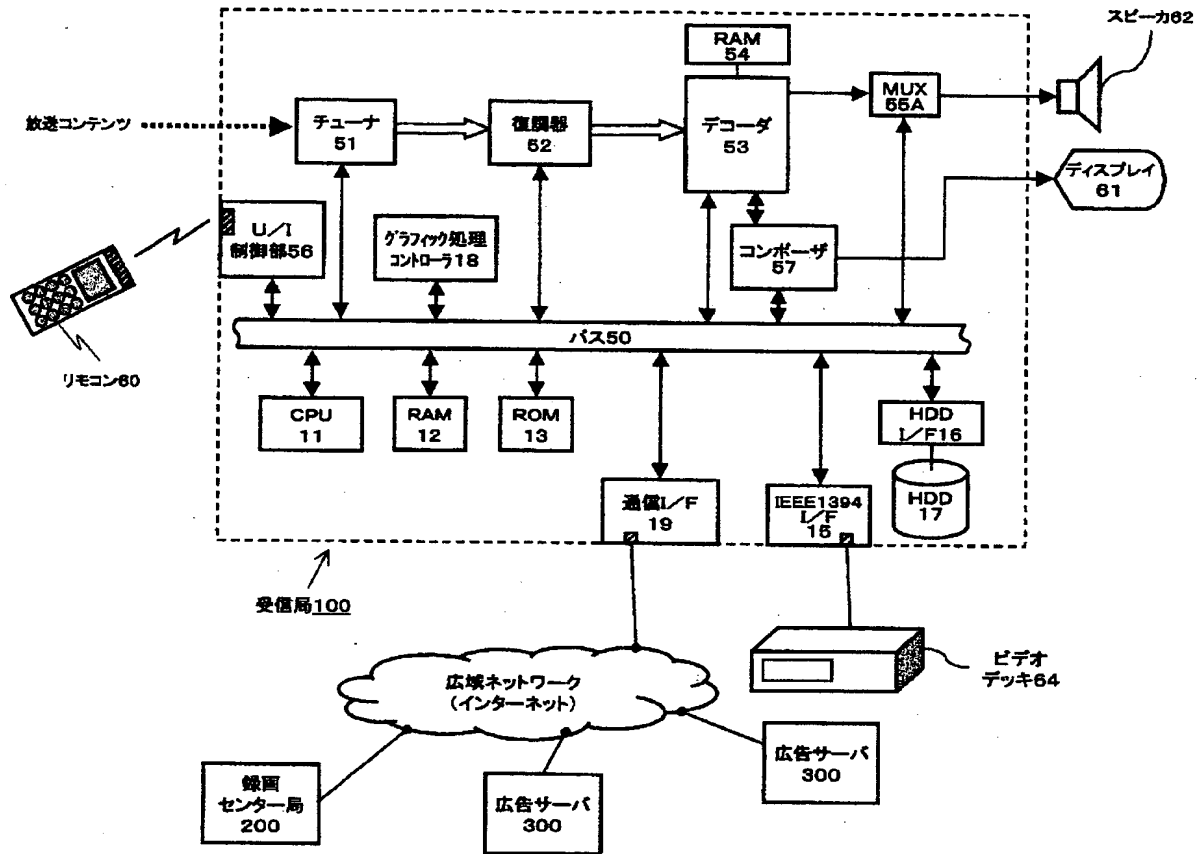 スピーカ62
RAM
54
MUX
55A
放送コンテンツ
チューナ
51
復調器
52
デコーダ
53
ディスプレイ
61
U/I
制御部56
グラフィック処理
コントローラ18
コンポーザ
57
バス50
リモコン60
CPU
11
RAM
12
ROM
13
HDD
I/F16
通信I/F
19
IEEE1394
I/F
15
HDD
17
受信局100
広域ネットワーク
(インターネット)
ビデオ
デッキ64
録画
センター局
200
広告サーバ
300
広告サーバ
300